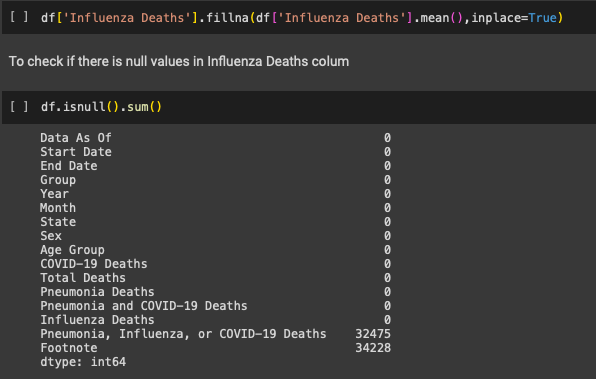 [ ] df['Influenza Deaths'].fillna(df['Influenza Deaths'].mean(),inplace=True)
To check if there is null values in Influenza Deaths colum
[ ] df.isnull().sum()
Data As Of 0
Start Date 0
End Date 0
Group 0
Year 0
Month 0
State 0
Sex 0
Age Group 0
COVID-19 Deaths 0
Total Deaths 0
Pneumonia Deaths 0
Pneumonia and COVID-19 Deaths 0
Influenza Deaths 0
Pneumonia, Influenza, or COVID-19 Deaths 32475
Footnote 34228
dtype: int64